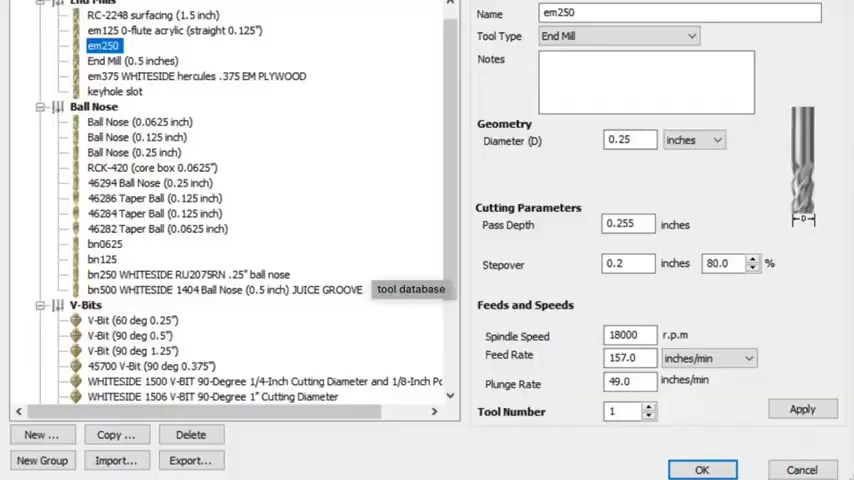 End Mills
RC-2248 surfacing (1.5 inch)
em125 0-flute acrylic (straight 0.125")
em250
End Mill (0.5 inches)
em375 WHITESIDE hercules .375 EM PLYWOOD
keyhole slot
Ball Nose
Ball Nose (0.0625 inch)
Ball Nose (0.125 inch)
Ball Nose (0.25 inch)
RCK-420 (core box 0.0625")
46294 Ball Nose (0.25 inch)
46286 Taper Ball (0.125 inch)
46284 Taper Ball (0.125 inch)
46282 Taper Ball (0.0625 inch)
bn0625
bn125
bn250 WHITESIDE RU2075RN .25" ball nose
bn500 WHITESIDE 1404 Ball Nose (0.5 inch) JUICE GROOVE
tool database
V-Bits
V-Bit (60 deg 0.25")
V-Bit (90 deg 0.5")
V-Bit (90 deg 1.25")
45700 V-Bit (90 deg 0.375")
WHITESIDE 1500 V-BIT 90-Degree 1/4-Inch Cutting Diameter and 1/8-Inch Po
WHITESIDE 1506 V-BIT 90-Degree 1" Cutting Diameter
New ...
Copy ...
Delete
New Group
Import...
Export...
Name em250
Tool Type End Mill
Notes
Geometry
Diameter (D) 0.25 inches
D
Cutting Parameters
Pass Depth 0.255 inches
Stepover 0.2 inches 80.0 %
Feeds and Speeds
Spindle Speed 18000 r.p.m
Feed Rate 157.0 inches/min
Plunge Rate 49.0 inches/min
Tool Number 1
Apply
OK
Cancel